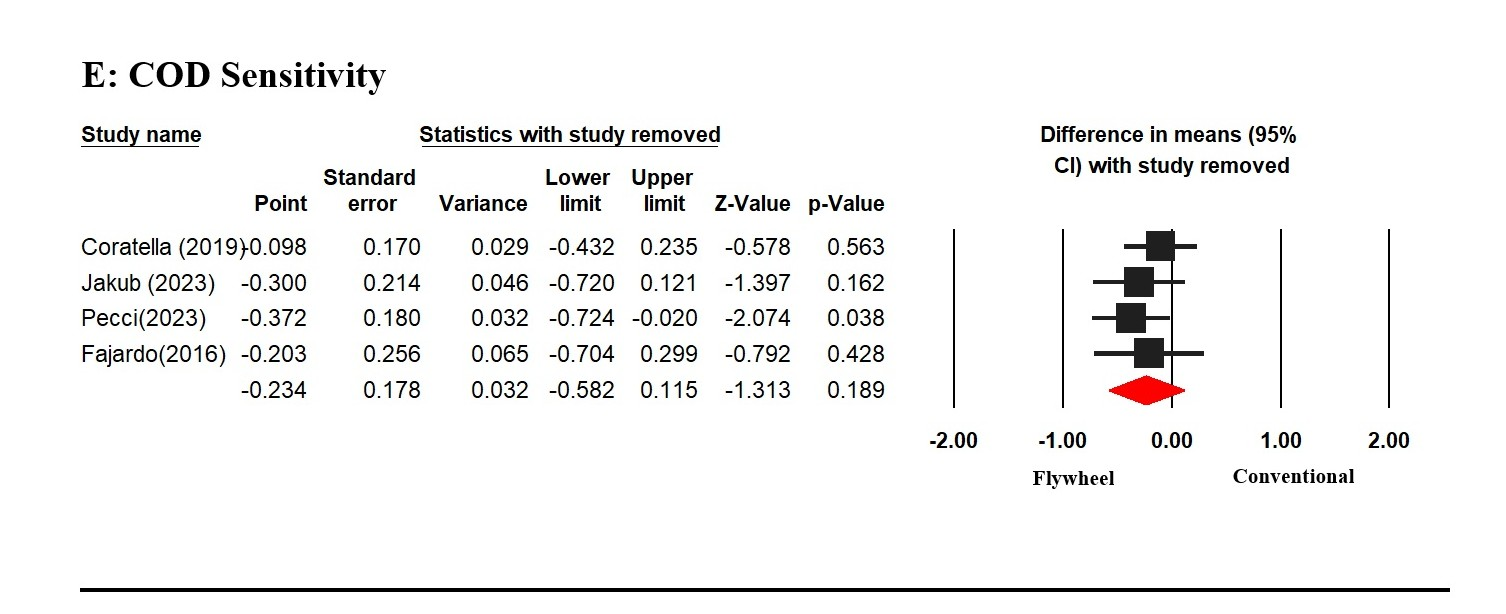 E: COD Sensitivity
Study name Statistics with study removed Difference in means (95%
CI) with study removed
Standard Lower Upper
Point error Variance limit limit Z-Value p-Value
Coratella (2019) -0.098 0.170 0.029 -0.432 0.235 -0.578 0.563
Jakub (2023) -0.300 0.214 0.046 -0.720 0.121 -1.397 0.162
Pecci(2023) -0.372 0.180 0.032 -0.724 -0.020 -2.074 0.038
Fajardo(2016) -0.203 0.256 0.065 -0.704 0.299 -0.792 0.428
-0.234 0.178 0.032 -0.582 0.115 -1.313 0.189
-2.00 -1.00 0.00 1.00 2.00
Flywheel Conventional